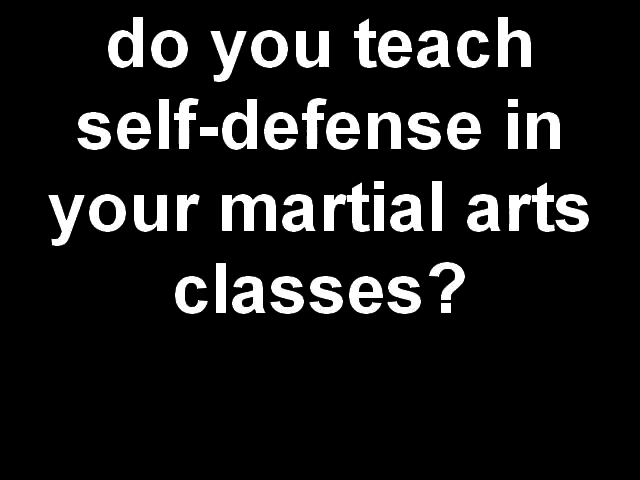 do you teach
self-defense in
your martial arts
classes?